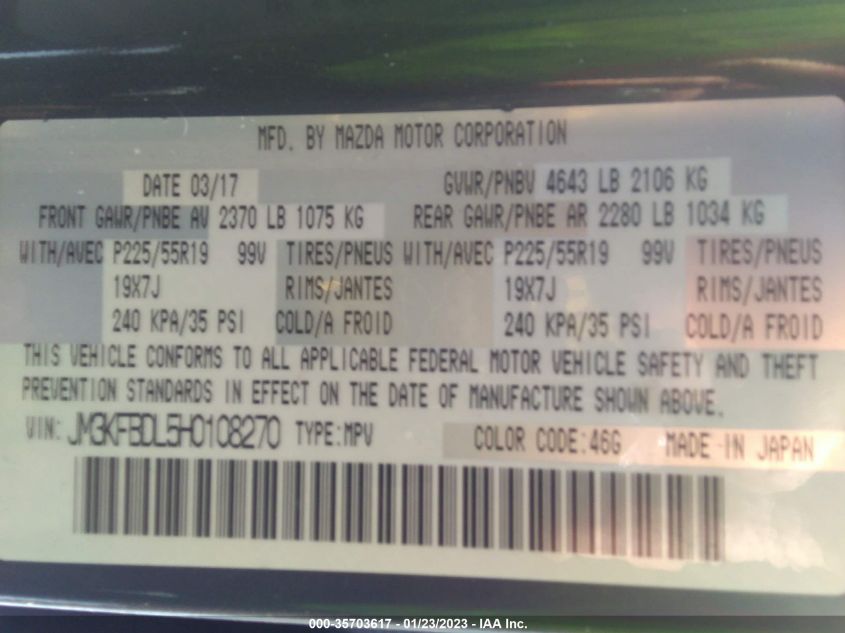 MFD. BY MAZDA MOTOR CORPORATION
DATE 03/17 GVWR/PNBV 4643 LB 2106 KG
FRONT GAWR/PNBE AV 2370 LB 1075 KG REAR GAWR/PNBE AR 2280 LB 1034 KG
WITH/AVEC P225/55R19 99V TIRES/PNEUS WITH/AVEC P225/55R19 99V TIRES/PNEUS
19X7J RIMS/JANTES 19X7J RIMS/JANTES
240 KPA/35 PSI COLD/A FROID 240 KPA/35 PSI COLD/A FROID
THIS VEHICLE CONFORMS TO ALL APPLICABLE FEDERAL MOTOR VEHICLE SAFETY AND THEFT
PREVENTION STANDARDS IN EFFECT ON THE DATE OF MANUFACTURE SHOWN ABOVE.
VIN: JM3KFBDL5H0108270 TYPE:MPV COLOR CODE:46G MADE IN JAPAN
000-35703617 - 01/23/2023 - IAA Inc.